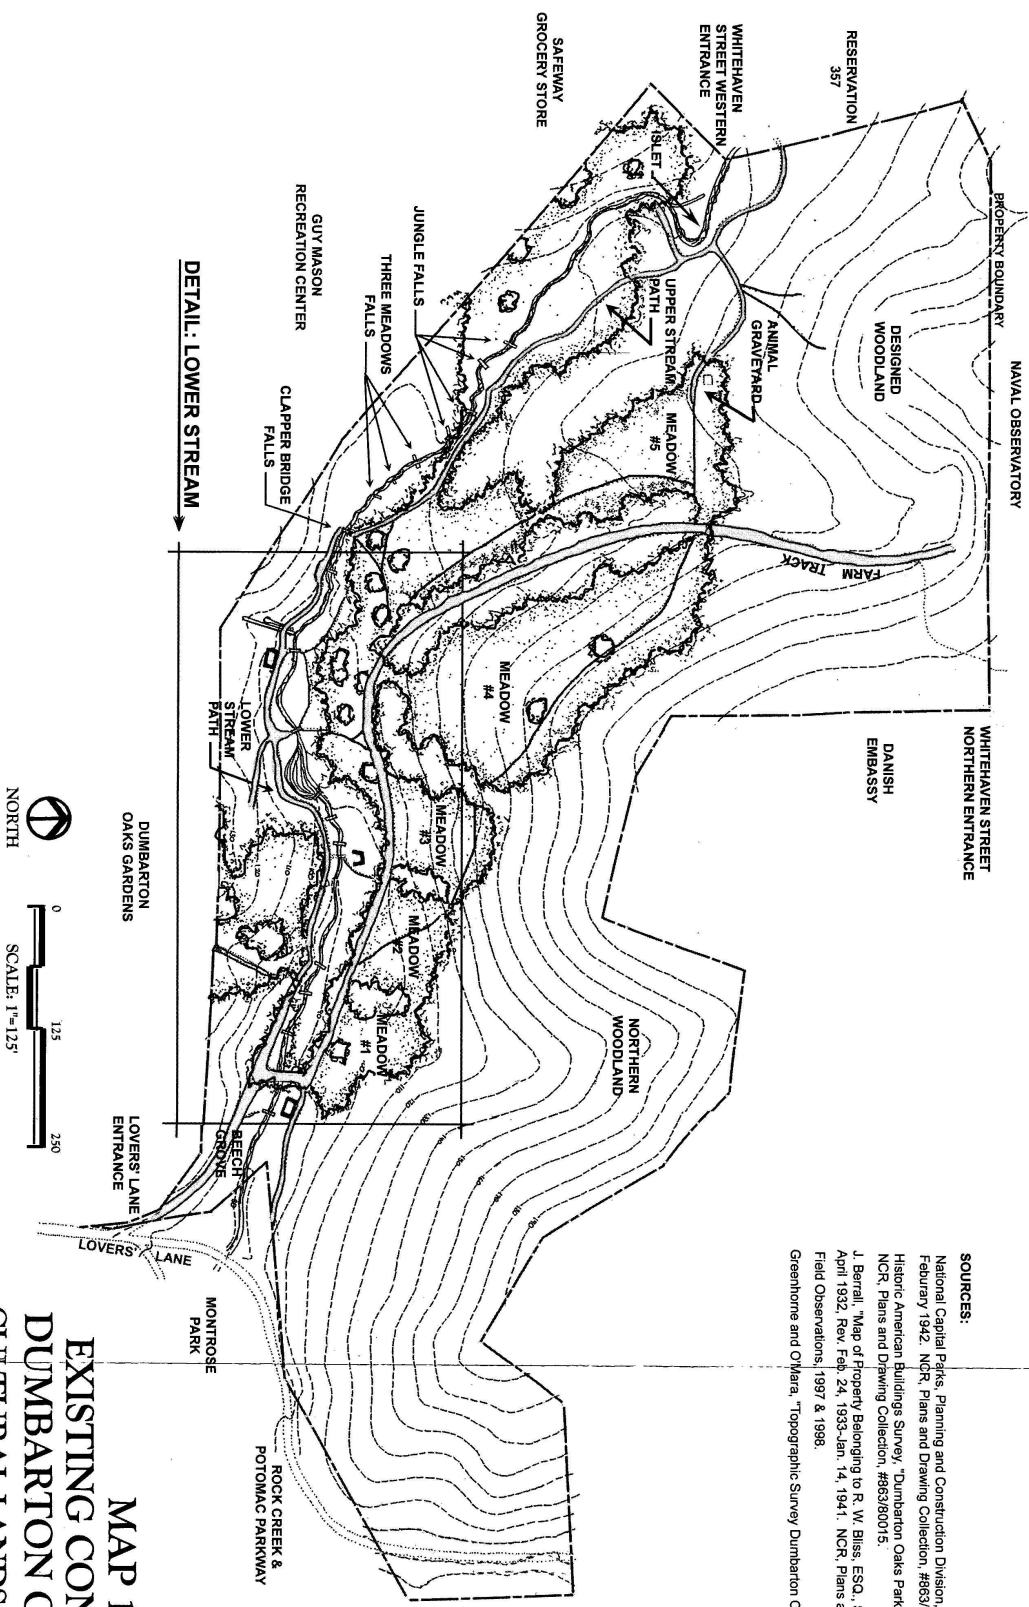 NAVAL OBSERVATORY
PROPERTY BOUNDARY
WHITEHAVEN STREET
NORTHERN ENTRANCE
RESERVATION
357
DESIGNED
WOODLAND
FARM TRACK
DANISH
EMBASSY
WHITEHAVEN
STREET WESTERN
ENTRANCE
ISLET
ANIMAL
GRAVEYARD
UPPER STREAM
PATH
MEADOW
#5
MEADOW
#4
NORTHERN
WOODLAND
SAFEWAY
GROCERY STORE
JUNGLE FALLS
THREE MEADOWS
FALLS
GUY MASON
RECREATION CENTER
CLAPPER BRIDGE
FALLS
DETAIL: LOWER STREAM
MEADOW
#3
MEADOW
#2
MEADOW
#1
LOWER
STREAM
PATH
DUMBARTON
OAKS GARDENS
BEECH
GROVE
LOVERS' LANE
ENTRANCE
LOVERS' LANE
MONTROSE
PARK
ROCK CREEK &
POTOMAC PARKWAY
NORTH
0 125 250
SCALE: 1"=125'
SOURCES:
National Capital Parks, Planning and Construction Division,
Feburary 1942. NCR, Plans and Drawing Collection, #863/
Historic American Buildings Survey, "Dumbarton Oaks Park
NCR, Plans and Drawing Collection, #863/80015.
J. Berrall, "Map of Property Belonging to R. W. Bliss, ESQ.,
April 1932, Rev. Feb. 24, 1933-Jan. 14, 1941. NCR, Plans
Field Observations, 1997 & 1998.
Greenhorne and O'Mara, "Topographic Survey Dumbarton
MAP
EXISTING CON
DUMBARTON